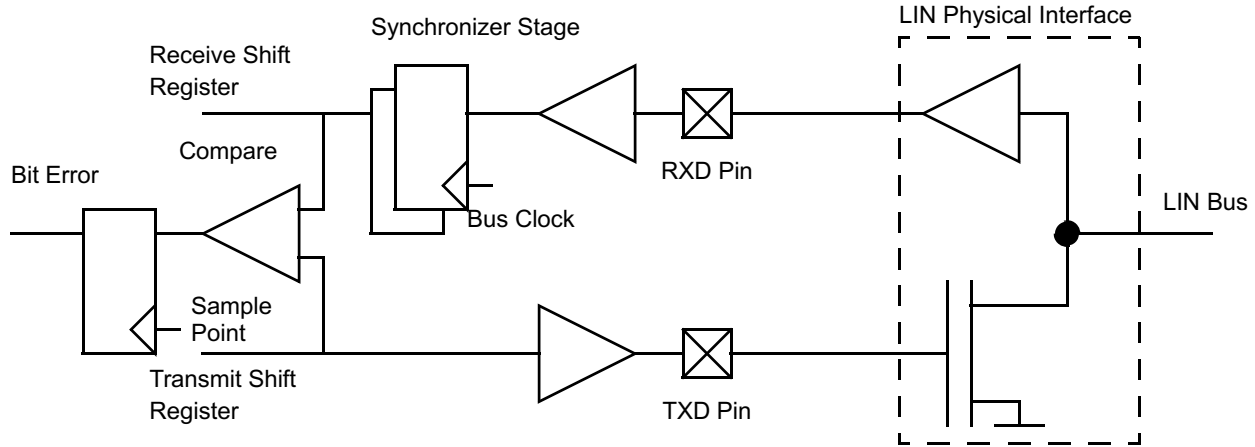 LIN Physical Interface
Synchronizer Stage
Receive Shift
Register
Compare
RXD Pin
Bit Error
LIN Bus
Bus Clock
Sample
Point
Transmit Shift
Register
TXD Pin